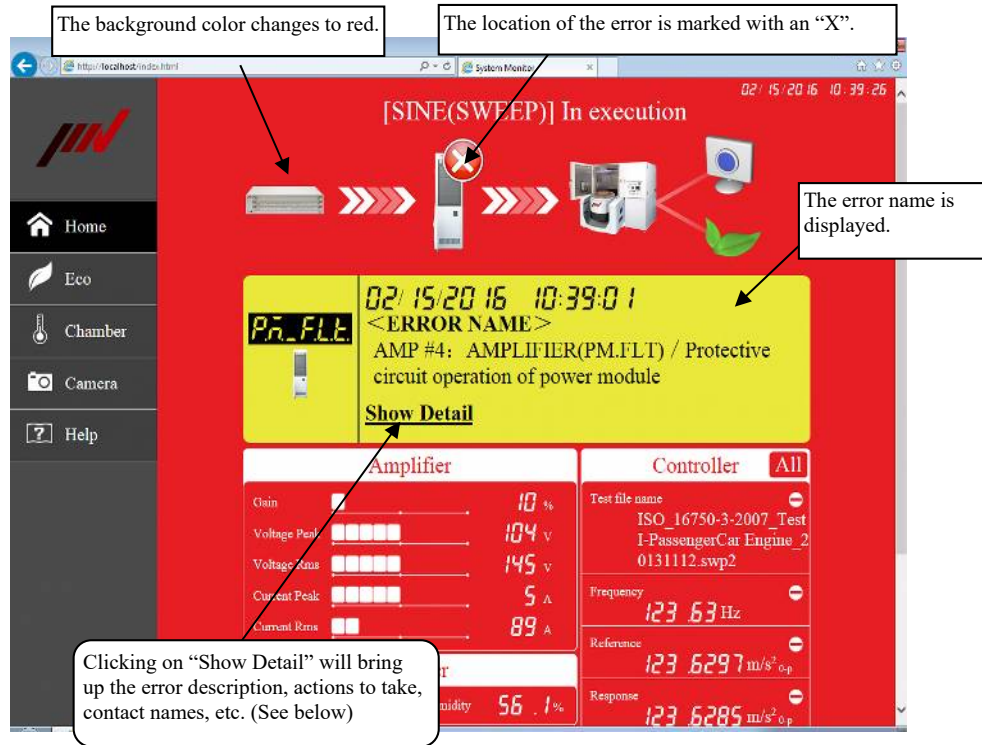 The background color changes to red.
The location of the error is marked with an “X”.
http://localhost/index.html
System Monitor
02/ 15/2016 10:39:26
[SINE(SWEEP)] In execution
The error name is
displayed.
Home
Eco
Chamber
Camera
Help
02/ 15/2016 10:39:01
PM_FLt.
<ERROR NAME>
AMP #4: AMPLIFIER(PM.FLT) / Protective
circuit operation of power module
Show Detail
Amplifier
Gain 10 %
Voltage Peak 104 V
Voltage Rms 145 V
Current Peak 5 A
Current Rms 89 A
Controller All
Test file name
ISO_16750-3-2007_Test
I-PassengerCar Engine_2
0131112.swp2
Frequency
123 .63 Hz
Reference
123 .6297 m/s² 0-p
Response
123 .6285 m/s² 0-p
56 .1 %
Clicking on “Show Detail” will bring
up the error description, actions to take,
contact names, etc. (See below)